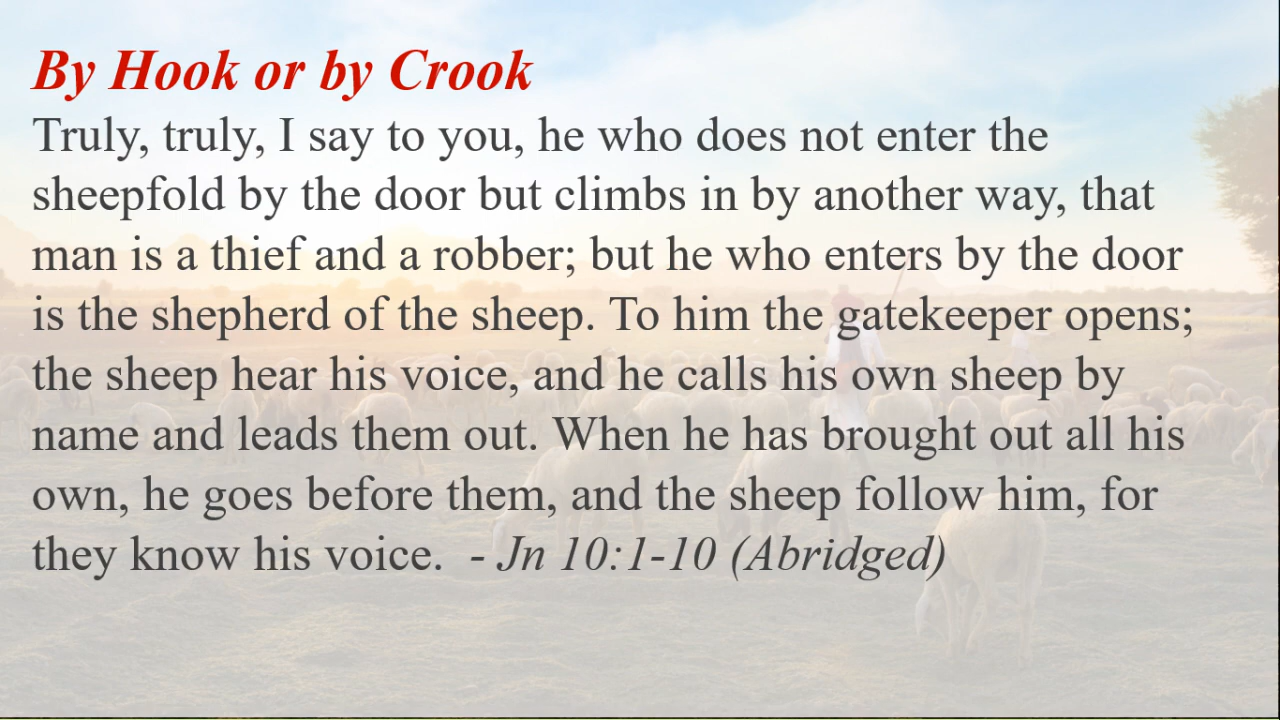 By Hook or by Crook
Truly, truly, I say to you, he who does not enter the
sheepfold by the door but climbs in by another way, that
man is a thief and a robber; but he who enters by the door
is the shepherd of the sheep. To him the gatekeeper opens;
the sheep hear his voice, and he calls his own sheep by
name and leads them out. When he has brought out all his
own, he goes before them, and the sheep follow him, for
they know his voice.  - Jn 10:1-10 (Abridged)